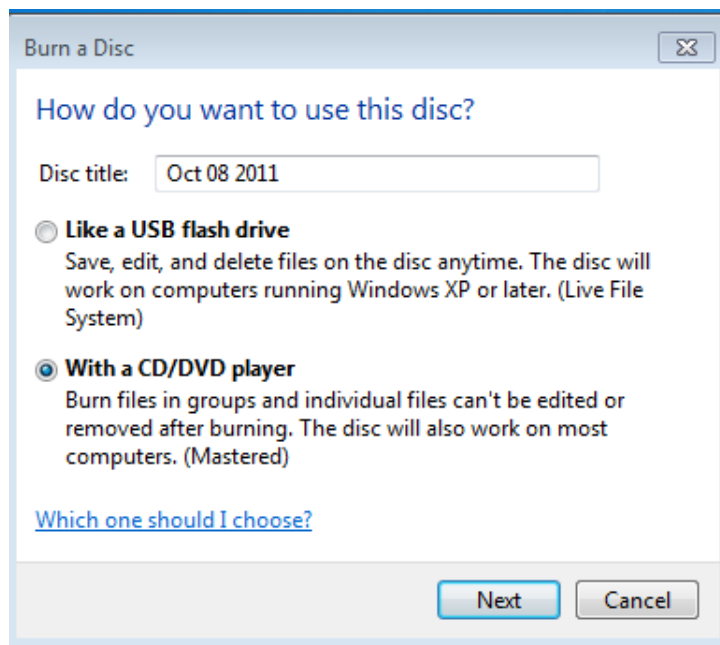 Burn a Disc
How do you want to use this disc?
Disc title: Oct 08 2011
Like a USB flash drive
Save, edit, and delete files on the disc anytime. The disc will
work on computers running Windows XP or later. (Live File
System)
With a CD/DVD player
Burn files in groups and individual files can't be edited or
removed after burning. The disc will also work on most
computers. (Mastered)
Which one should I choose?
Next Cancel